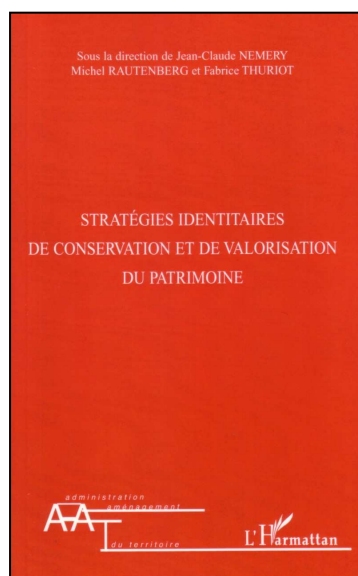 Sous la direction de Jean-Claude NEMERY
Michel RAUTENBERG et Fabrice THURIOT
STRATÉGIES IDENTITAIRES
DE CONSERVATION ET DE VALORISATION
DU PATRIMOINE
administration
aménagement
AAT
du territoire
L'Harmattan